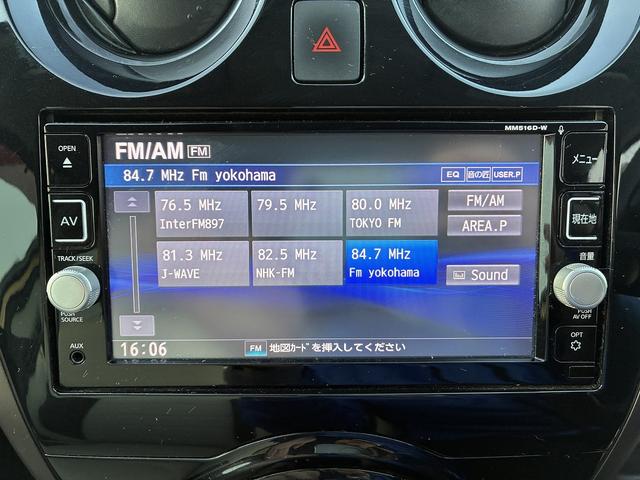 MM516D-W
OPEN
メニュー
FM/AM FM
84.7 MHz Fm yokohama
EQ 音の匠 USER.P
76.5 MHz
InterFM897
79.5 MHz
80.0 MHz
TOKYO FM
FM/AM
AREA.P
AV
現在地
81.3 MHz
J-WAVE
82.5 MHz
NHK-FM
84.7 MHz
Fm yokohama
Sound
TRACK/SEEK
音量
PUSH
SOURCE
PUSH
AV OFF
AUX
OPT
16:06
FM 地図ｶｰﾄﾞを挿入してください